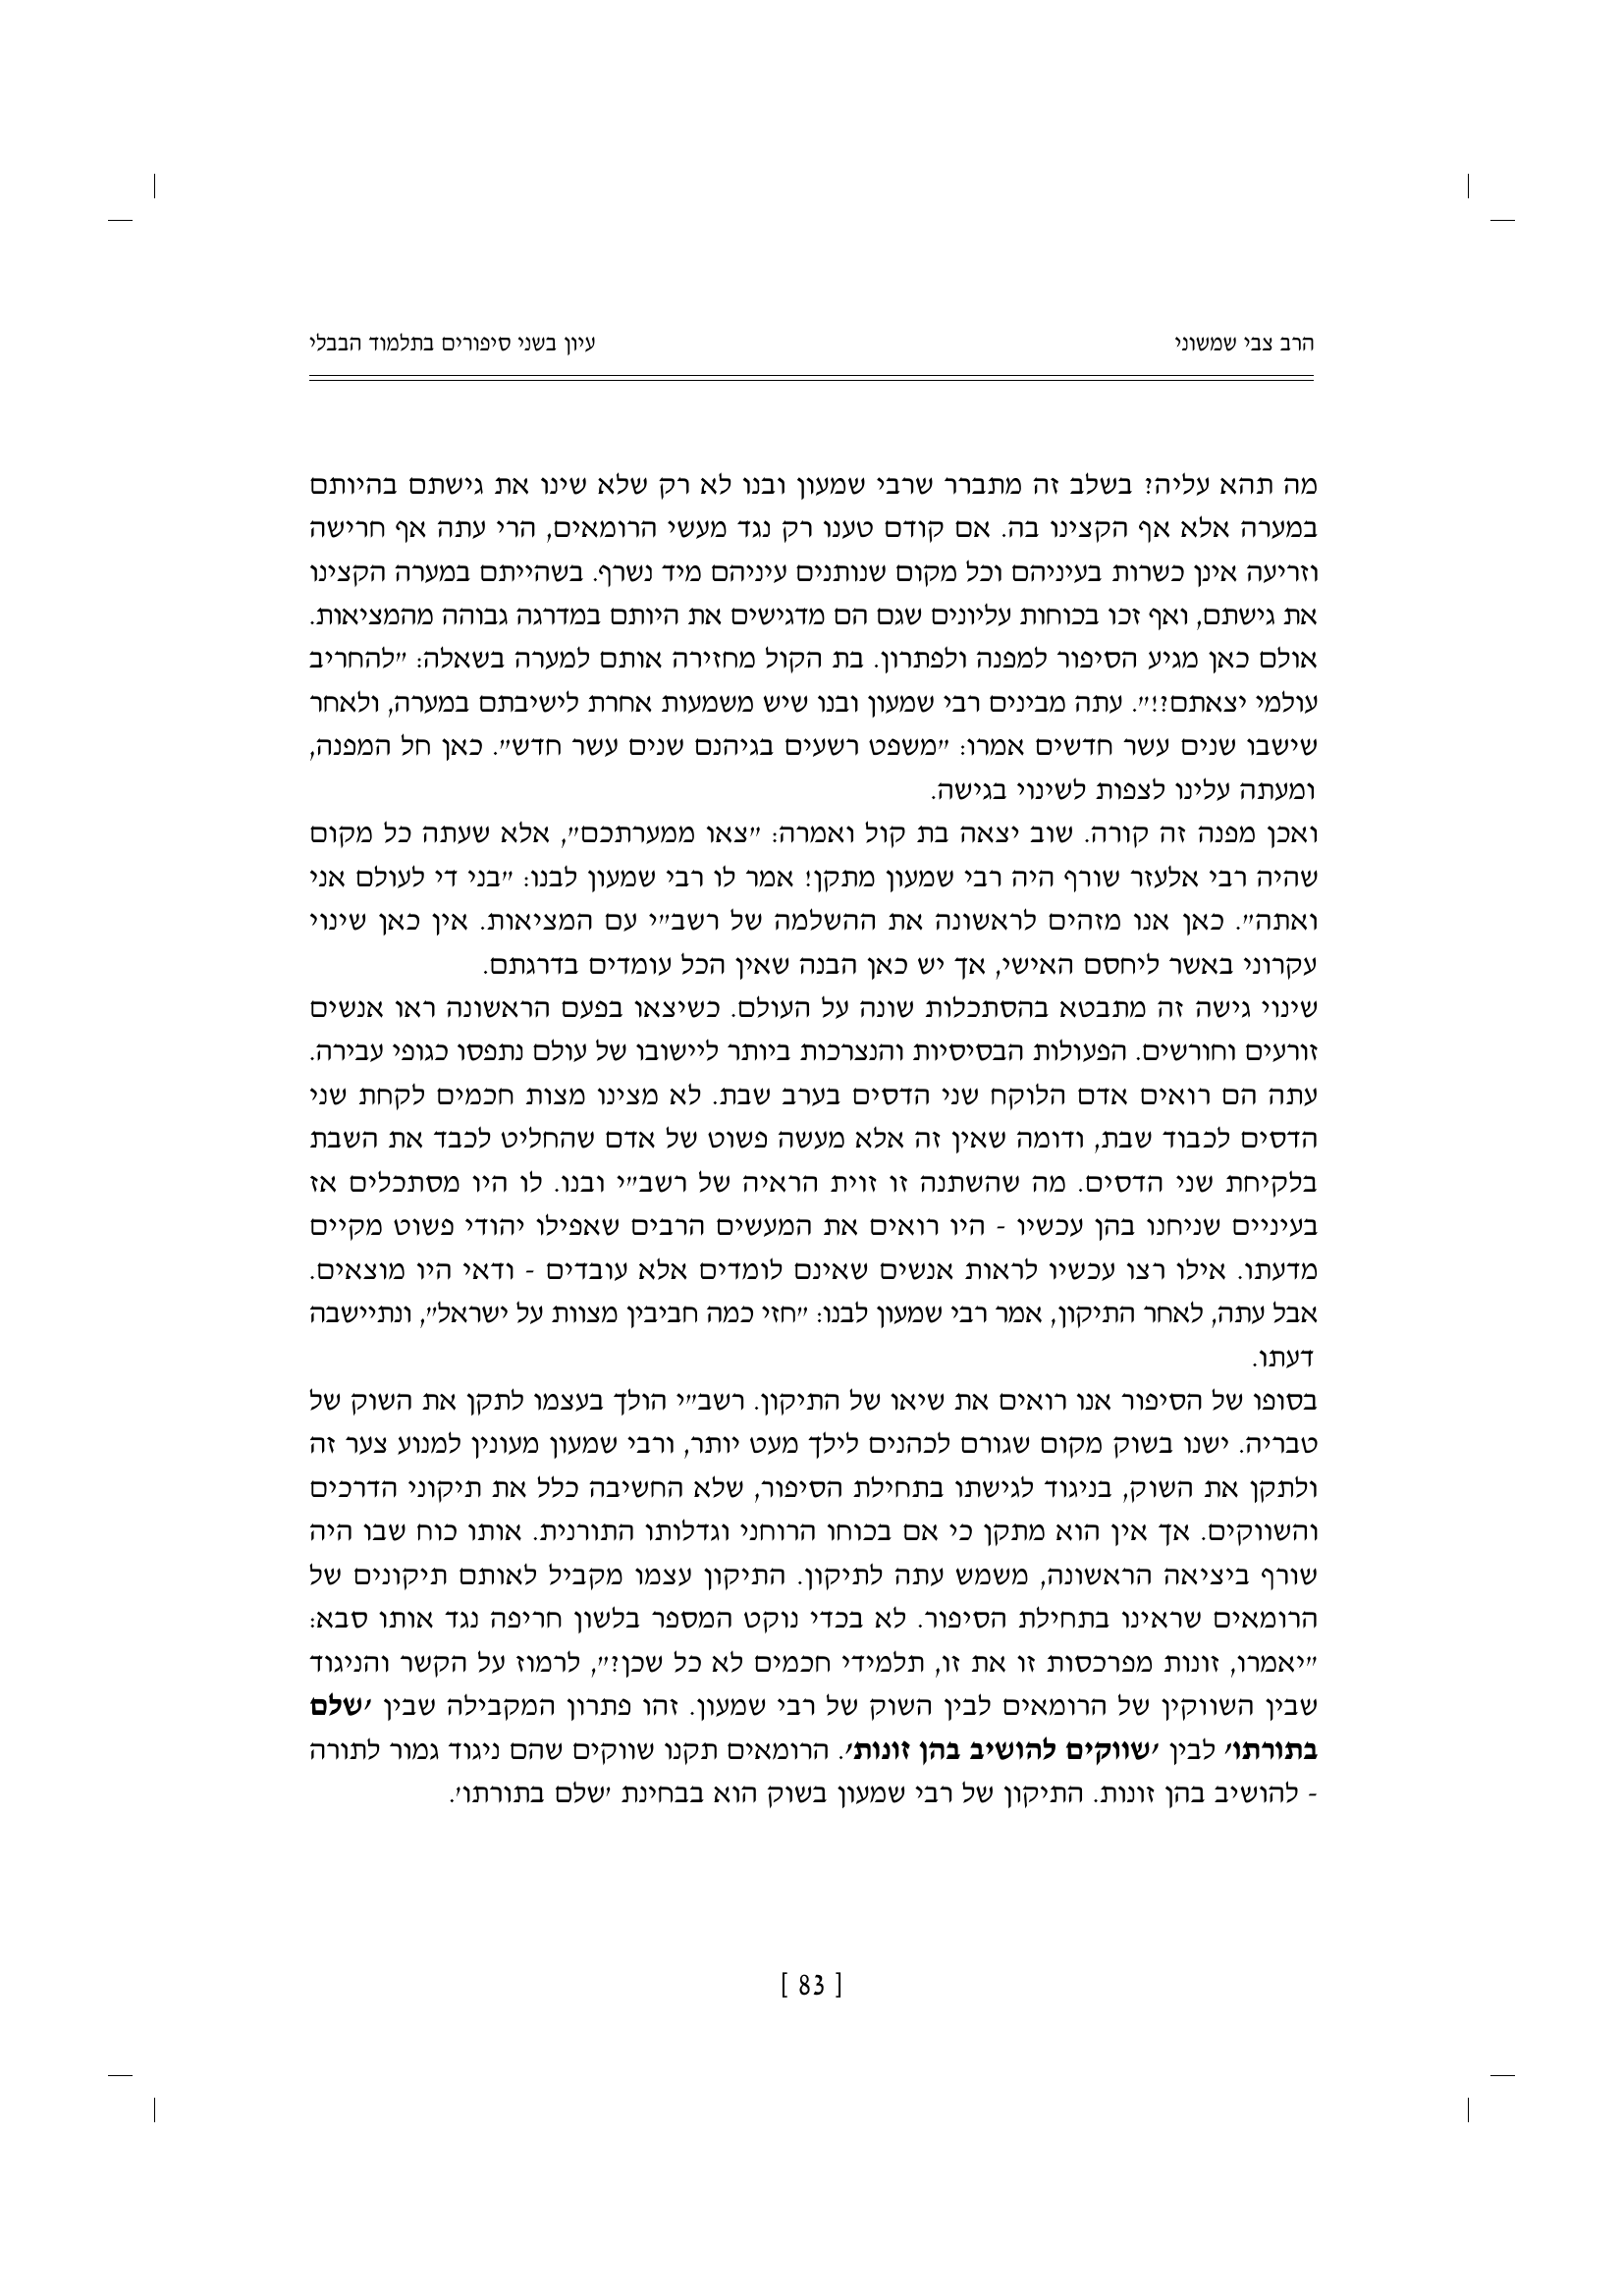 הרב צבי שמשוני
עיון בשני סיפורים בתלמוד הבבלי
מה תהא עליה? בשלב זה מתברר שרבי שמעון ובנו לא רק שלא שינו את גישתם בהיותם
במערה אלא אף הקצינו בה. אם קודם טענו רק נגד מעשי הרומאים, הרי עתה אף חרישה
וזריעה אינן כשרות בעיניהם וכל מקום שנותנים עיניהם מיד נשרף. בשהייתם במערה הקצינו
את גישתם, ואף זכו בכוחות עליונים שגם הם מדגישים את היותם במדרגה גבוהה מהמציאות.
אולם כאן מגיע הסיפור למפנה ולפתרון. בת הקול מחזירה אותם למערה בשאלה: ״להחריב
עולמי יצאתם?!״. עתה מבינים רבי שמעון ובנו שיש משמעות אחרת לישיבתם במערה, ולאחר
שישבו שנים עשר חדשים אמרו: ״משפט רשעים בגיהנם שנים עשר חדש״. כאן חל המפנה,
ומעתה עלינו לצפות לשינוי בגישה.
ואכן מפנה זה קורה. שוב יצאה בת קול ואמרה: ״צאו ממערתכם״, אלא שעתה כל מקום
שהיה רבי אלעזר שורף היה רבי שמעון מתקן! אמר לו רבי שמעון לבנו: ״בני די לעולם אני
ואתה״. כאן אנו מזהים לראשונה את ההשלמה של רשב״י עם המציאות. אין כאן שינוי
עקרוני באשר ליחסם האישי, אך יש כאן הבנה שאין הכל עומדים בדרגתם.
שינוי גישה זה מתבטא בהסתכלות שונה על העולם. כשיצאו בפעם הראשונה ראו אנשים
זורעים וחורשים. הפעולות הבסיסיות והנצרכות ביותר ליישובו של עולם נתפסו כגופי עבירה.
עתה הם רואים אדם הלוקח שני הדסים בערב שבת. לא מצינו מצות חכמים לקחת שני
הדסים לכבוד שבת, ודומה שאין זה אלא מעשה פשוט של אדם שהחליט לכבד את השבת
בלקיחת שני הדסים. מה שהשתנה זו זוית הראיה של רשב״י ובנו. לו היו מסתכלים אז
בעיניים שניחנו בהן עכשיו - היו רואים את המעשים הרבים שאפילו יהודי פשוט מקיים
מדעתו. אילו רצו עכשיו לראות אנשים שאינם לומדים אלא עובדים - ודאי היו מוצאים.
אבל עתה, לאחר התיקון, אמר רבי שמעון לבנו: ״חזי כמה חביבין מצוות על ישראל״, ונתיישבה
דעתו.
בסופו של הסיפור אנו רואים את שיאו של התיקון. רשב״י הולך בעצמו לתקן את השוק של
טבריה. ישנו בשוק מקום שגורם לכהנים לילך מעט יותר, ורבי שמעון מעונין למנוע צער זה
ולתקן את השוק, בניגוד לגישתו בתחילת הסיפור, שלא החשיבה כלל את תיקוני הדרכים
והשווקים. אך אין הוא מתקן כי אם בכוחו הרוחני וגדלותו התורנית. אותו כוח שבו היה
שורף ביציאה הראשונה, משמש עתה לתיקון. התיקון עצמו מקביל לאותם תיקונים של
הרומאים שראינו בתחילת הסיפור. לא בכדי נוקט המספר בלשון חריפה נגד אותו סבא:
״יאמרו, זונות מפרכסות זו את זו, תלמידי חכמים לא כל שכן?״, לרמוז על הקשר והניגוד
שבין השווקין של הרומאים לבין השוק של רבי שמעון. זהו פתרון המקבילה שבין ׳שלם
בתורתו׳ לבין ׳שווקים להושיב בהן זונות׳. הרומאים תקנו שווקים שהם ניגוד גמור לתורה
- להושיב בהן זונות. התיקון של רבי שמעון בשוק הוא בבחינת ׳שלם בתורתו׳.
[ 83 ]